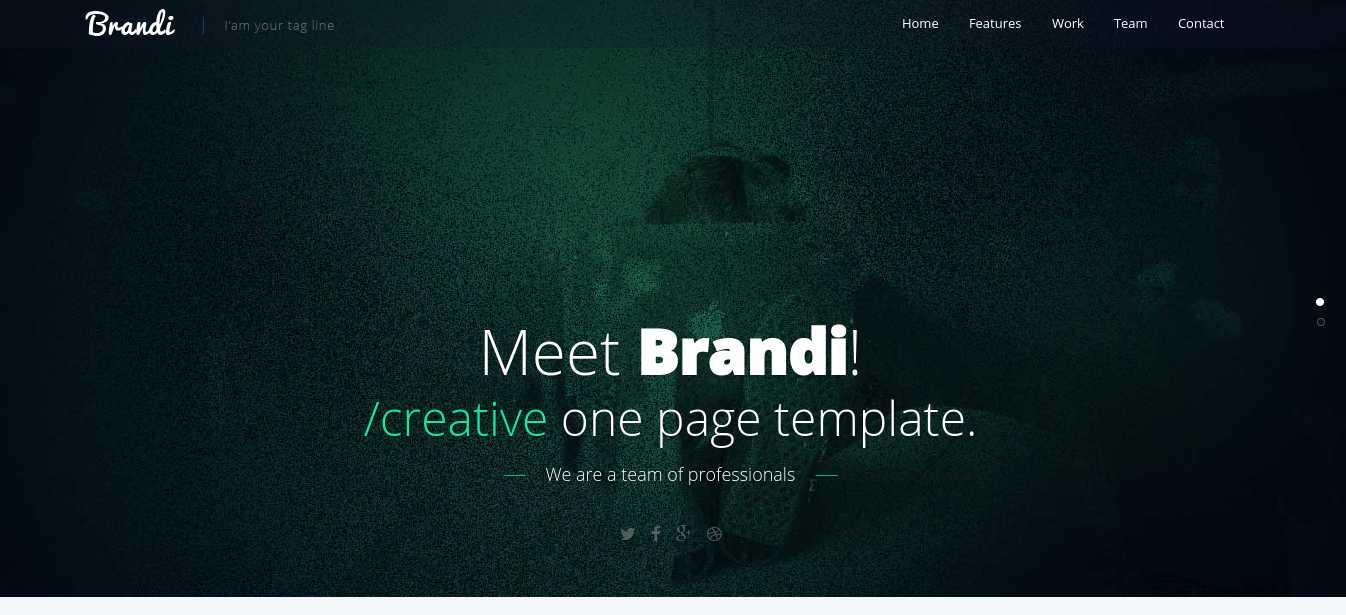 Brandi
I'am your tag line
Home
Features
Work
Team
Contact
Meet Brandi!
/creative one page template.
We are a team of professionals